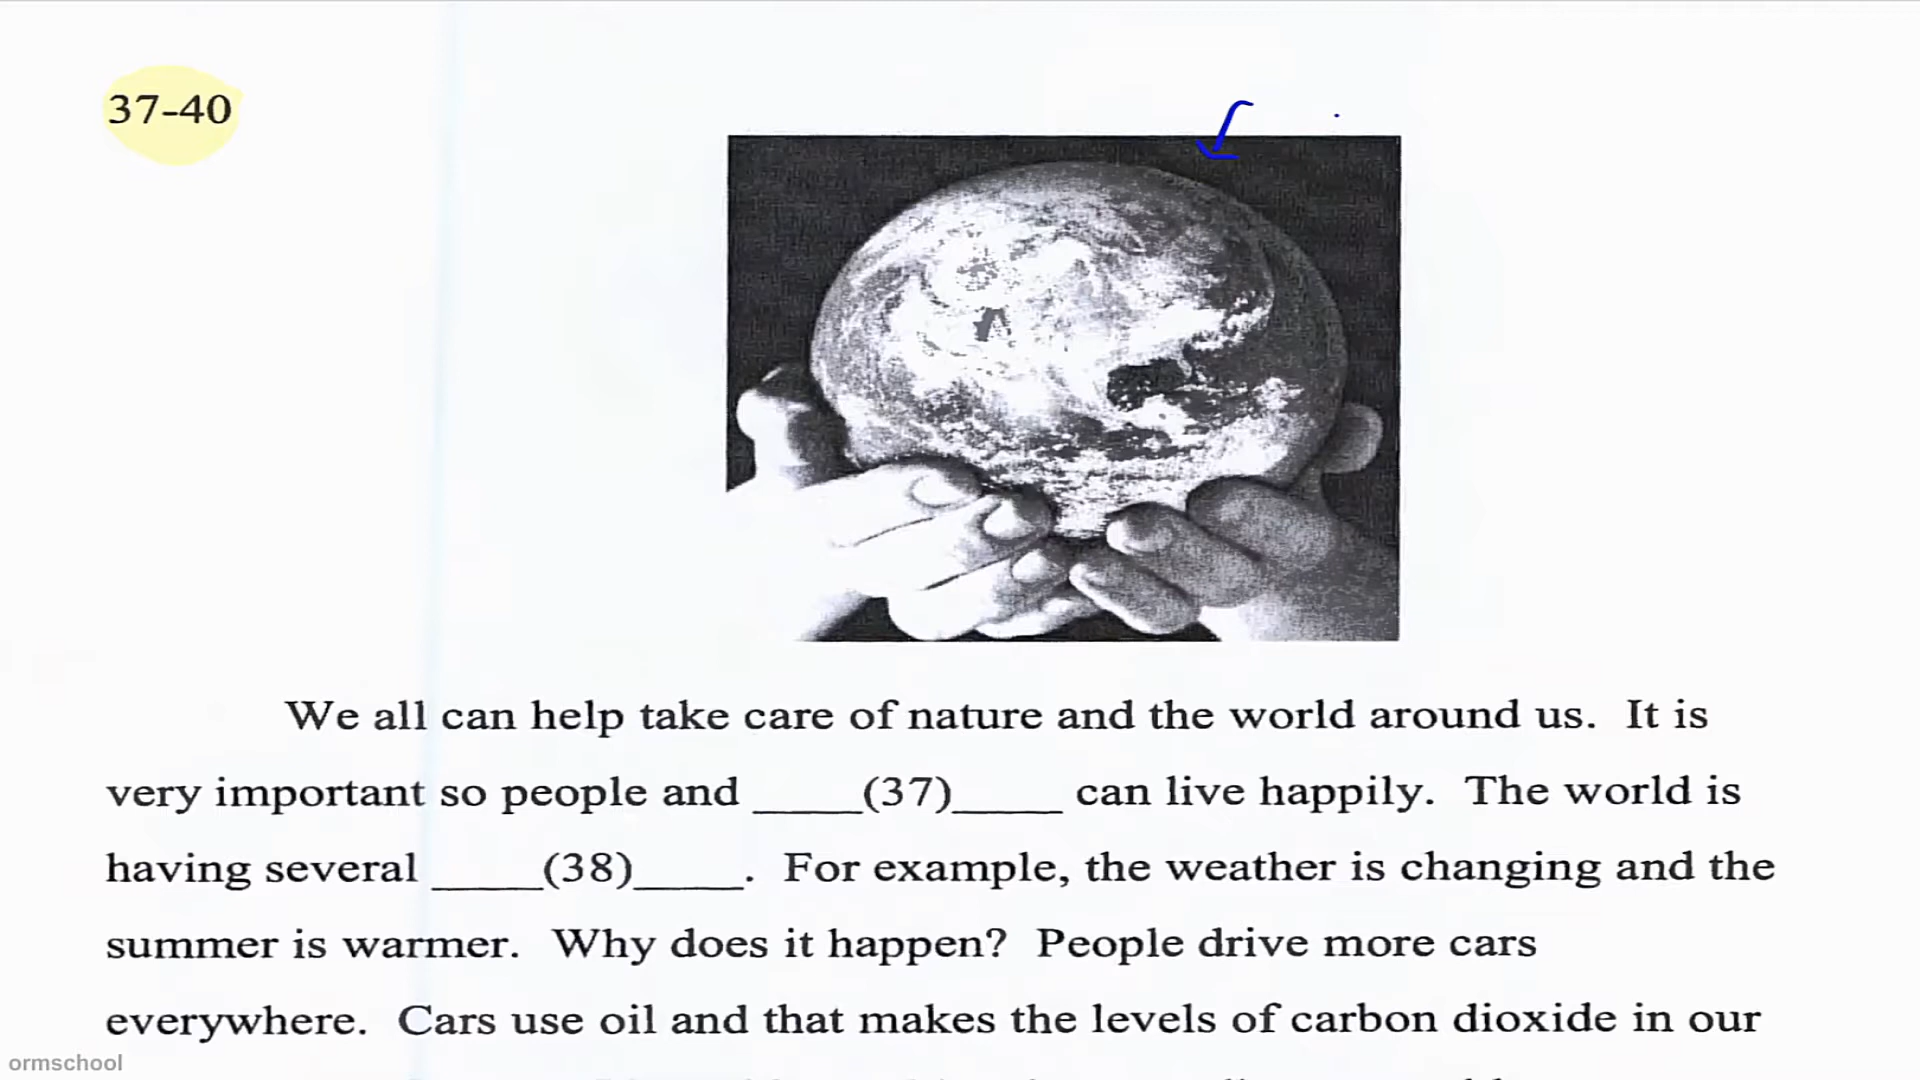 37-40
We all can help take care of nature and the world around us. It is
very important so people and _____(37)_____ can live happily. The world is
having several _____(38)_____. For example, the weather is changing and the
summer is warmer. Why does it happen? People drive more cars
everywhere. Cars use oil and that makes the levels of carbon dioxide in our
ormschool